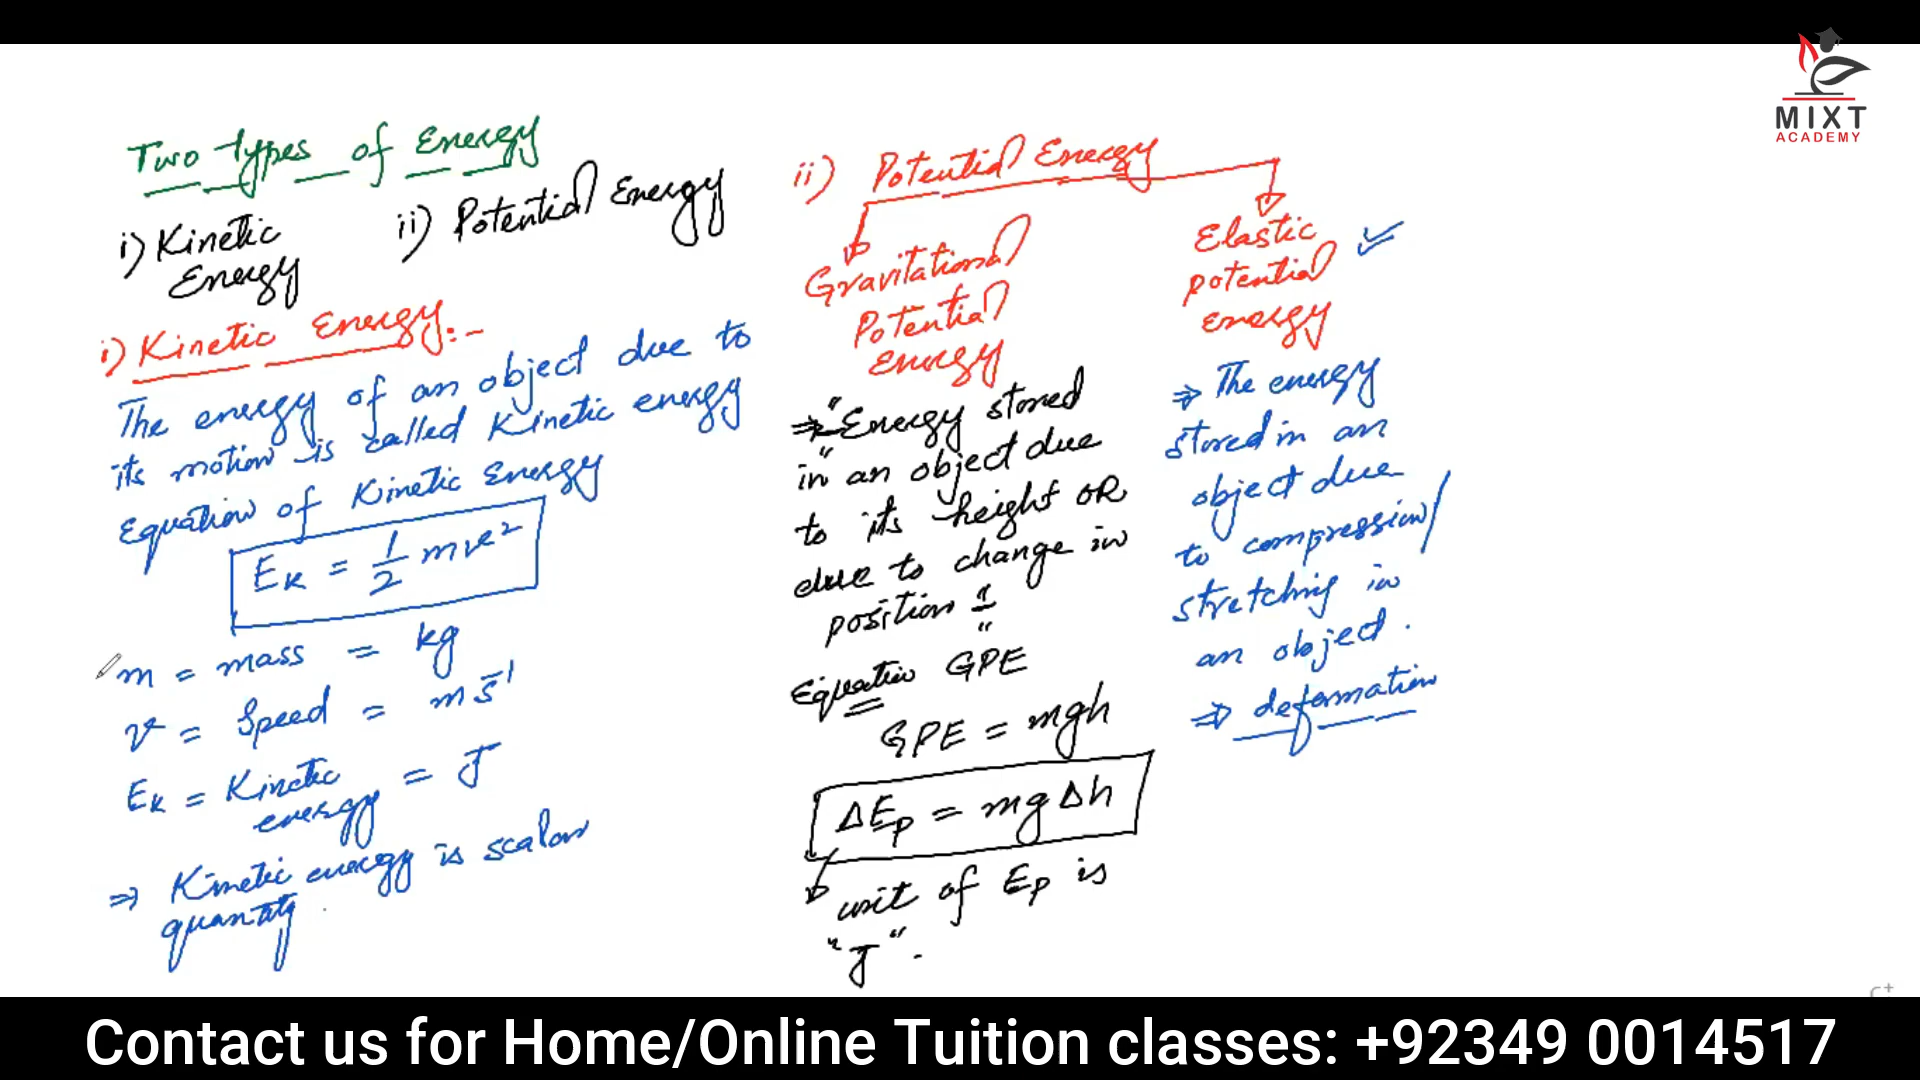 MIXT
ACADEMY
Two types of Energy
i) Kinetic
Energy
ii) Potential Energy
i) Kinetic Energy:-
The energy of an object due to
its motion is called Kinetic energy
Equation of Kinetic Energy
EK = 1/2 mv²
m = mass = kg
v = Speed = ms⁻¹
EK = Kinetic
energy = J
⇒ Kinetic energy is scalar
quantity
ii) Potential Energy
Gravitational
Potential
Energy
⇒ "Energy stored
in" an object due
to its height OR
due to change in
position "
Equation GPE
GPE = mgh
ΔEp = mgΔh
unit of Ep is
"J".
Elastic
potential
energy
⇒ The energy
stored in an
object due
to compression/
stretching in
an object.
⇒ deformation
Contact us for Home/Online Tuition classes: +92349 0014517